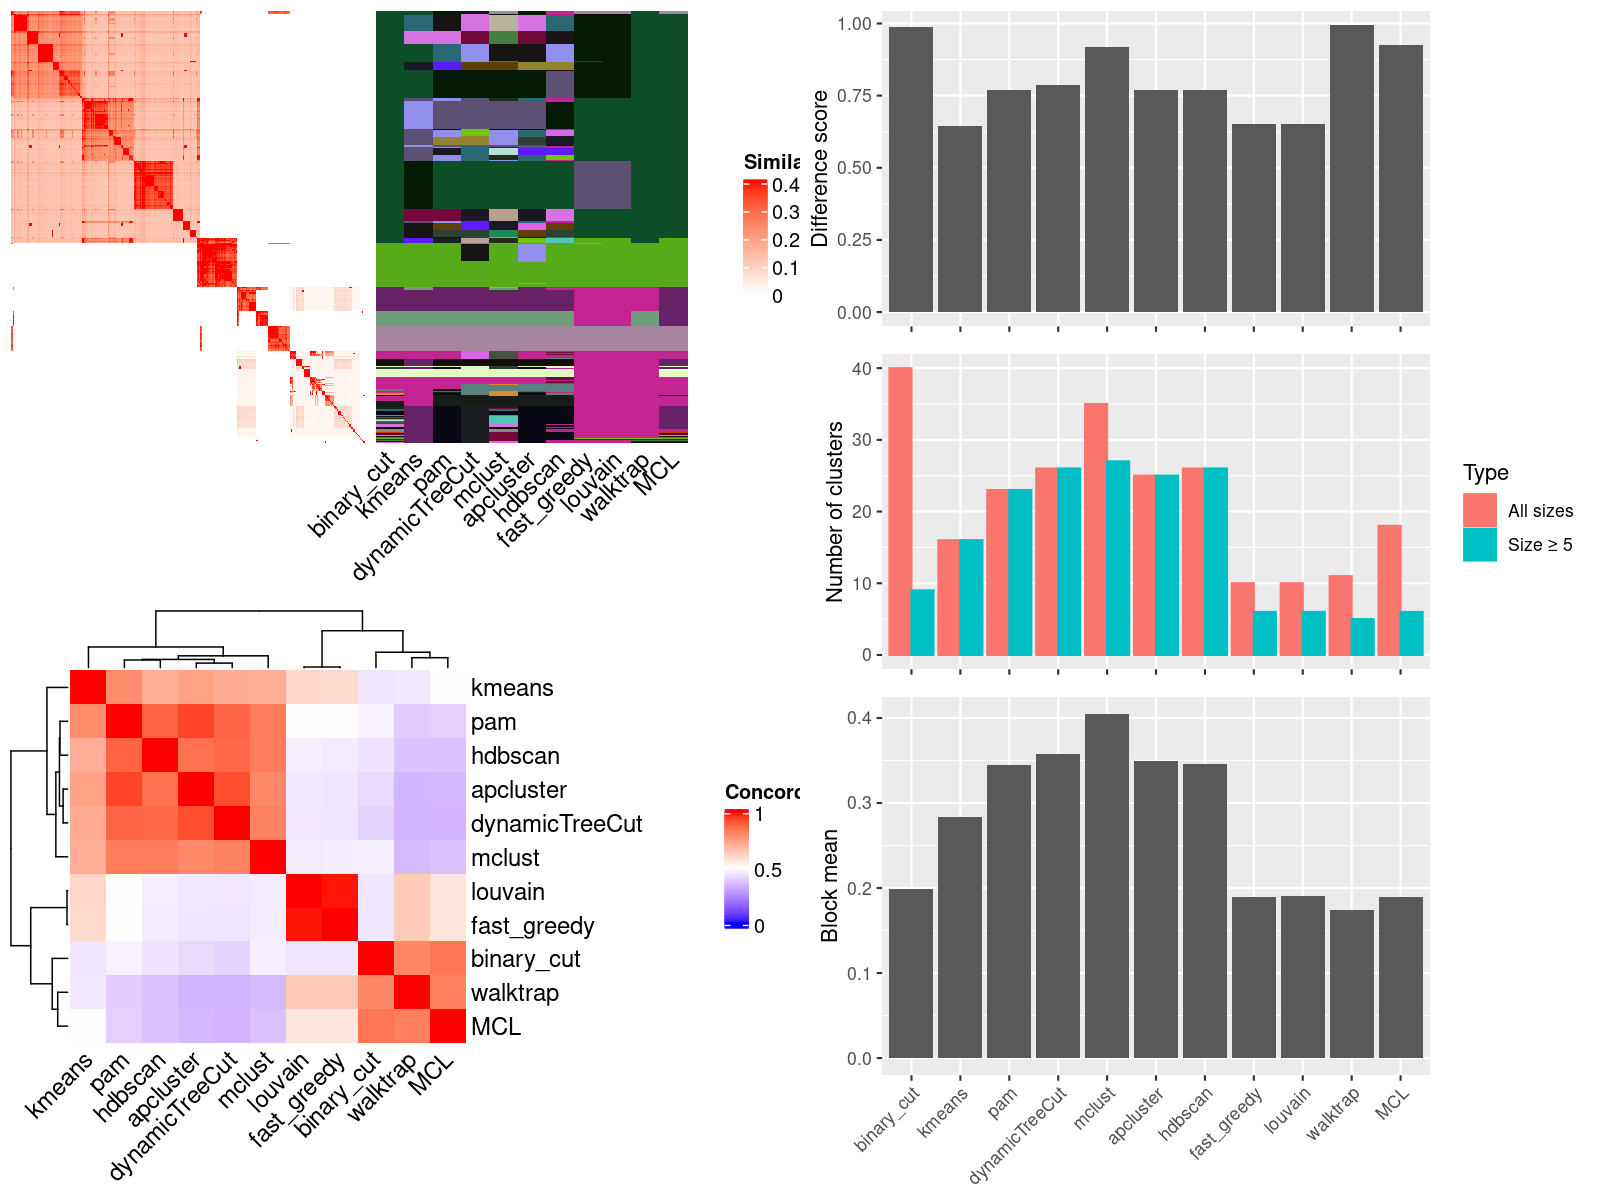 Simila
0.4
0.3
0.2
0.1
0
binary_cut
kmeans
pam
dynamicTreeCut
mclust
apcluster
hdbscan
fast_greedy
louvain
walktrap
MCL
kmeans
pam
hdbscan
apcluster
dynamicTreeCut
mclust
louvain
fast_greedy
binary_cut
walktrap
MCL
kmeans
pam
hdbscan
apcluster
dynamicTreeCut
mclust
louvain
fast_greedy
binary_cut
walktrap
MCL
Concord
1
0.5
0
Difference score
1.00
0.75
0.50
0.25
0.00
Number of clusters
40
30
20
10
0
Type
All sizes
Size ≥ 5
Block mean
0.4
0.3
0.2
0.1
0.0
binary_cut
kmeans
pam
dynamicTreeCut
mclust
apcluster
hdbscan
fast_greedy
louvain
walktrap
MCL